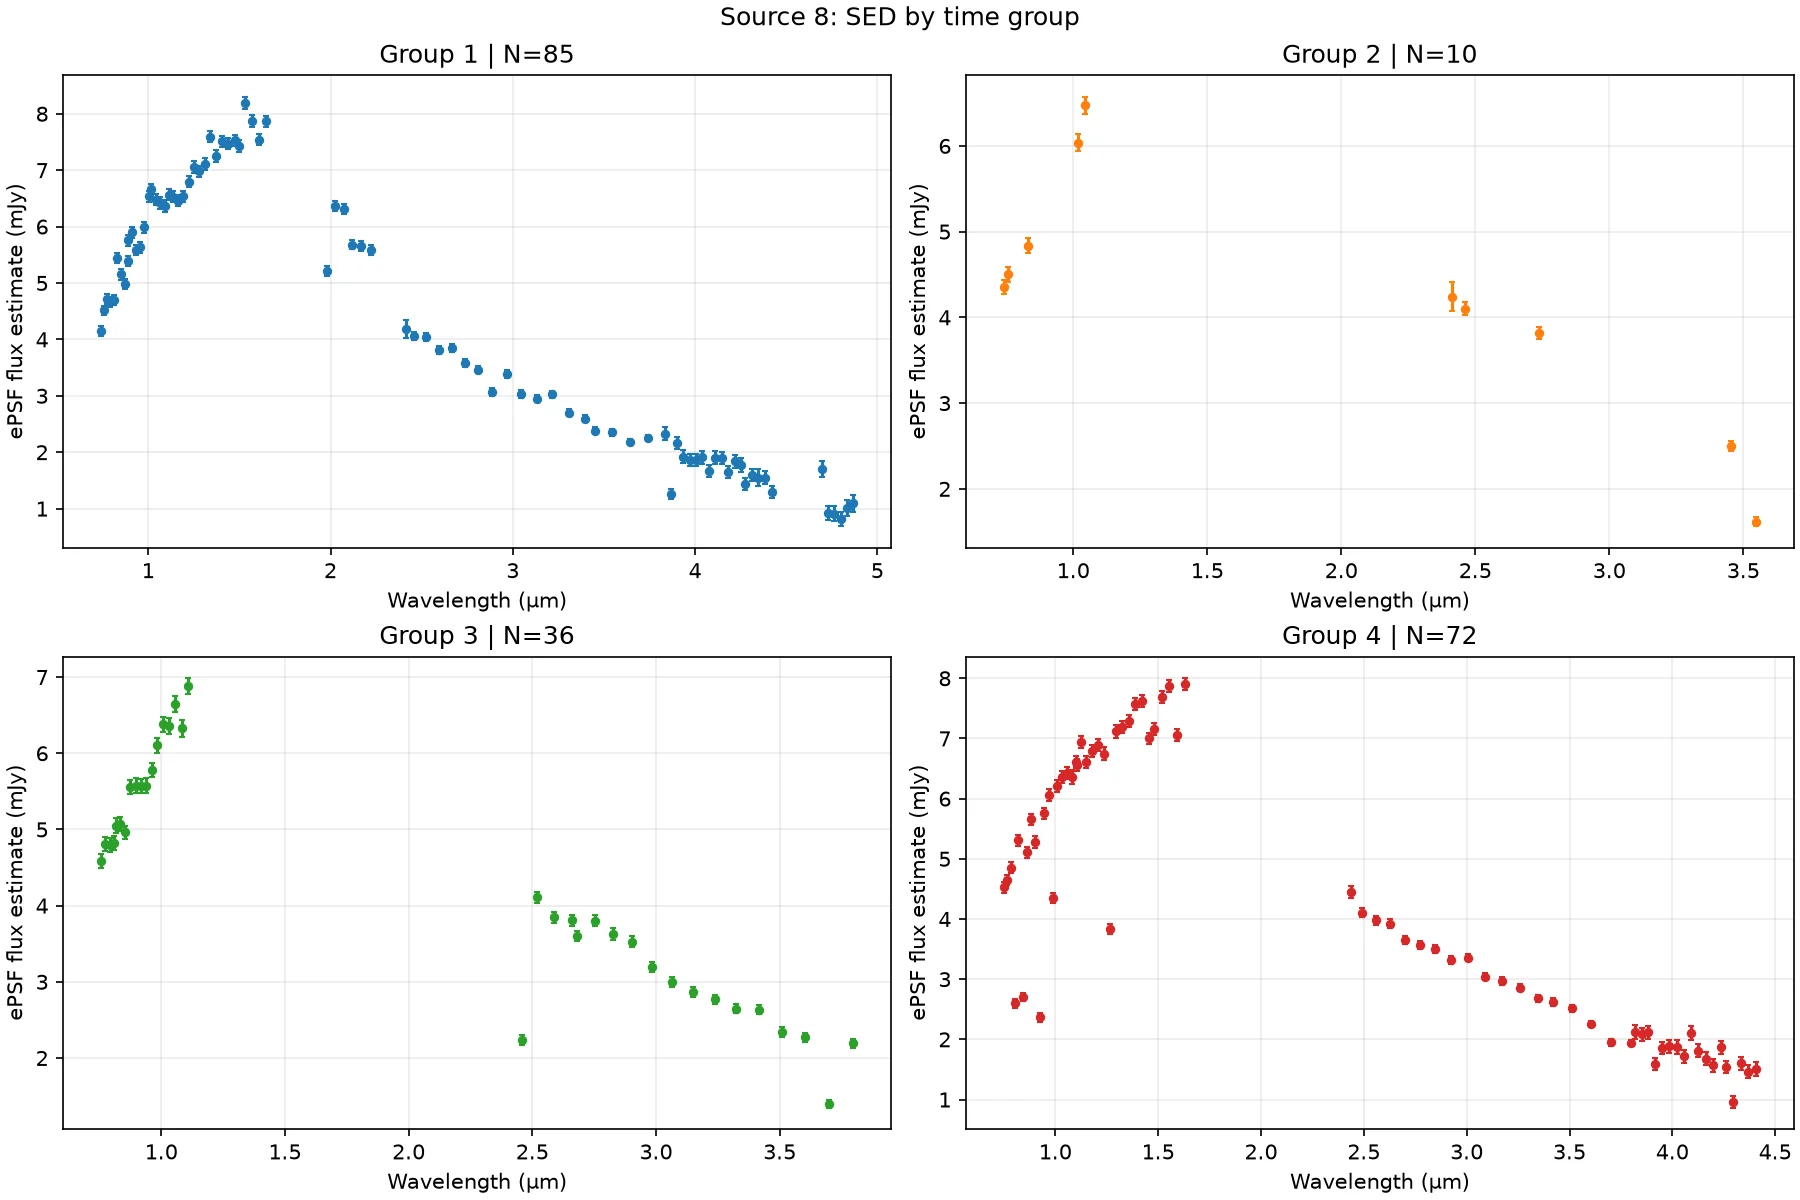 Source 8: SED by time group
Group 1 | N=85
ePSF flux estimate (mJy)
8
7
6
5
4
3
2
1
1 2 3 4 5
Wavelength (μm)
Group 2 | N=10
ePSF flux estimate (mJy)
6
5
4
3
2
1.0 1.5 2.0 2.5 3.0 3.5
Wavelength (μm)
Group 3 | N=36
ePSF flux estimate (mJy)
7
6
5
4
3
2
1.0 1.5 2.0 2.5 3.0 3.5
Wavelength (μm)
Group 4 | N=72
ePSF flux estimate (mJy)
8
7
6
5
4
3
2
1
1.0 1.5 2.0 2.5 3.0 3.5 4.0 4.5
Wavelength (μm)